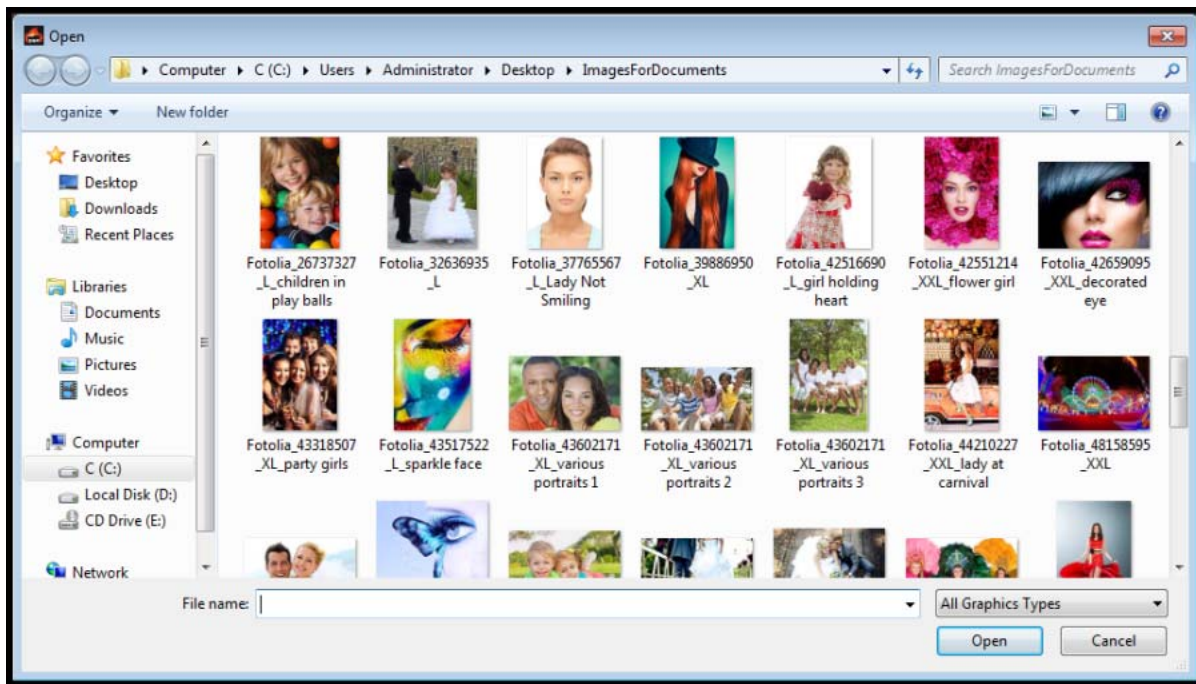 Open
Computer C (C:) Users Administrator Desktop ImagesForDocuments
Search ImagesForDocuments
Organize New folder
Favorites
Desktop
Downloads
Recent Places
Libraries
Documents
Music
Pictures
Videos
Computer
C (C:)
Local Disk (D:)
CD Drive (E:)
Network
Fotolia_26737327
_L_children in
play balls
Fotolia_32636935
_L
Fotolia_37765567
_L_Lady Not
Smiling
Fotolia_39886950
_XL
Fotolia_42516690
_L_girl holding
heart
Fotolia_42551214
_XXL_flower girl
Fotolia_42659095
_XXL_decorated
eye
Fotolia_43318507
_XL_party girls
Fotolia_43517522
_L_sparkle face
Fotolia_43602171
_XL_various
portraits 1
Fotolia_43602171
_XL_various
portraits 2
Fotolia_43602171
_XL_various
portraits 3
Fotolia_44210227
_XXL_lady at
carnival
Fotolia_48158595
_XXL
File name:
All Graphics Types
Open Cancel